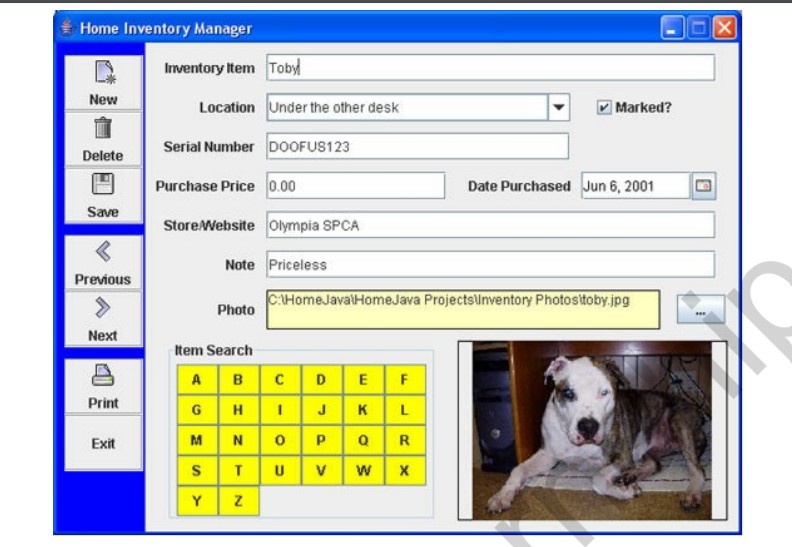 Home Inventory Manager
New
Delete
Save
Previous
Next
Print
Exit
Inventory Item Toby
Location Under the other desk Marked?
Serial Number DOOFUS123
Purchase Price 0.00 Date Purchased Jun 6, 2001
Store/Website Olympia SPCA
Note Priceless
Photo C:\HomeJava\HomeJava Projects\Inventory Photos\toby.jpg ...
Item Search
A B C D E F
G H I J K L
M N O P Q R
S T U V W X
Y Z